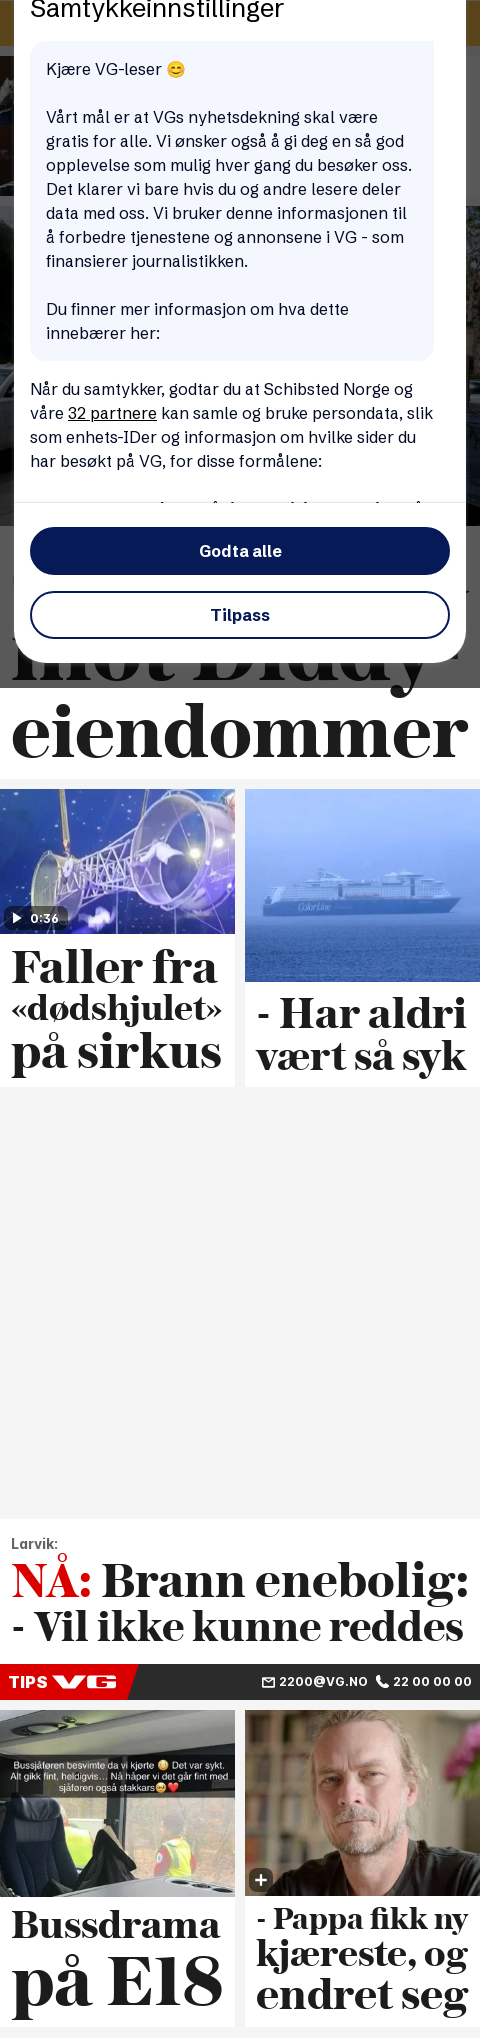 Samtykkeinnstillinger
Kjære VG-leser 😊
Vårt mål er at VGs nyhetsdekning skal være
gratis for alle. Vi ønsker også å gi deg en så god
opplevelse som mulig hver gang du besøker oss.
Det klarer vi bare hvis du og andre lesere deler
data med oss. Vi bruker denne informasjonen til
å forbedre tjenestene og annonsene i VG - som
finansierer journalistikken.
Du finner mer informasjon om hva dette
innebærer her:
Når du samtykker, godtar du at Schibsted Norge og
våre 32 partnere kan samle og bruke persondata, slik
som enhets-IDer og informasjon om hvilke sider du
har besøkt på VG, for disse formålene:
Godta alle
Tilpass
mot Diddy-
eiendommer
0:36
Faller fra
«dødshjulet»
på sirkus
ColorLine
- Har aldri
vært så syk
Larvik:
NÅ: Brann enebolig:
- Vil ikke kunne reddes
TIPS VG 2200@VG.NO 22 00 00 00
Bussjåføren besvimte da vi kjørte 😳 Det var sykt.
Alt gikk fint, heldigvis... Nå håper vi det går fint med
sjåføren også stakkars🥺❤️
Bussdrama
på E18
- Pappa fikk ny
kjæreste, og
endret seg